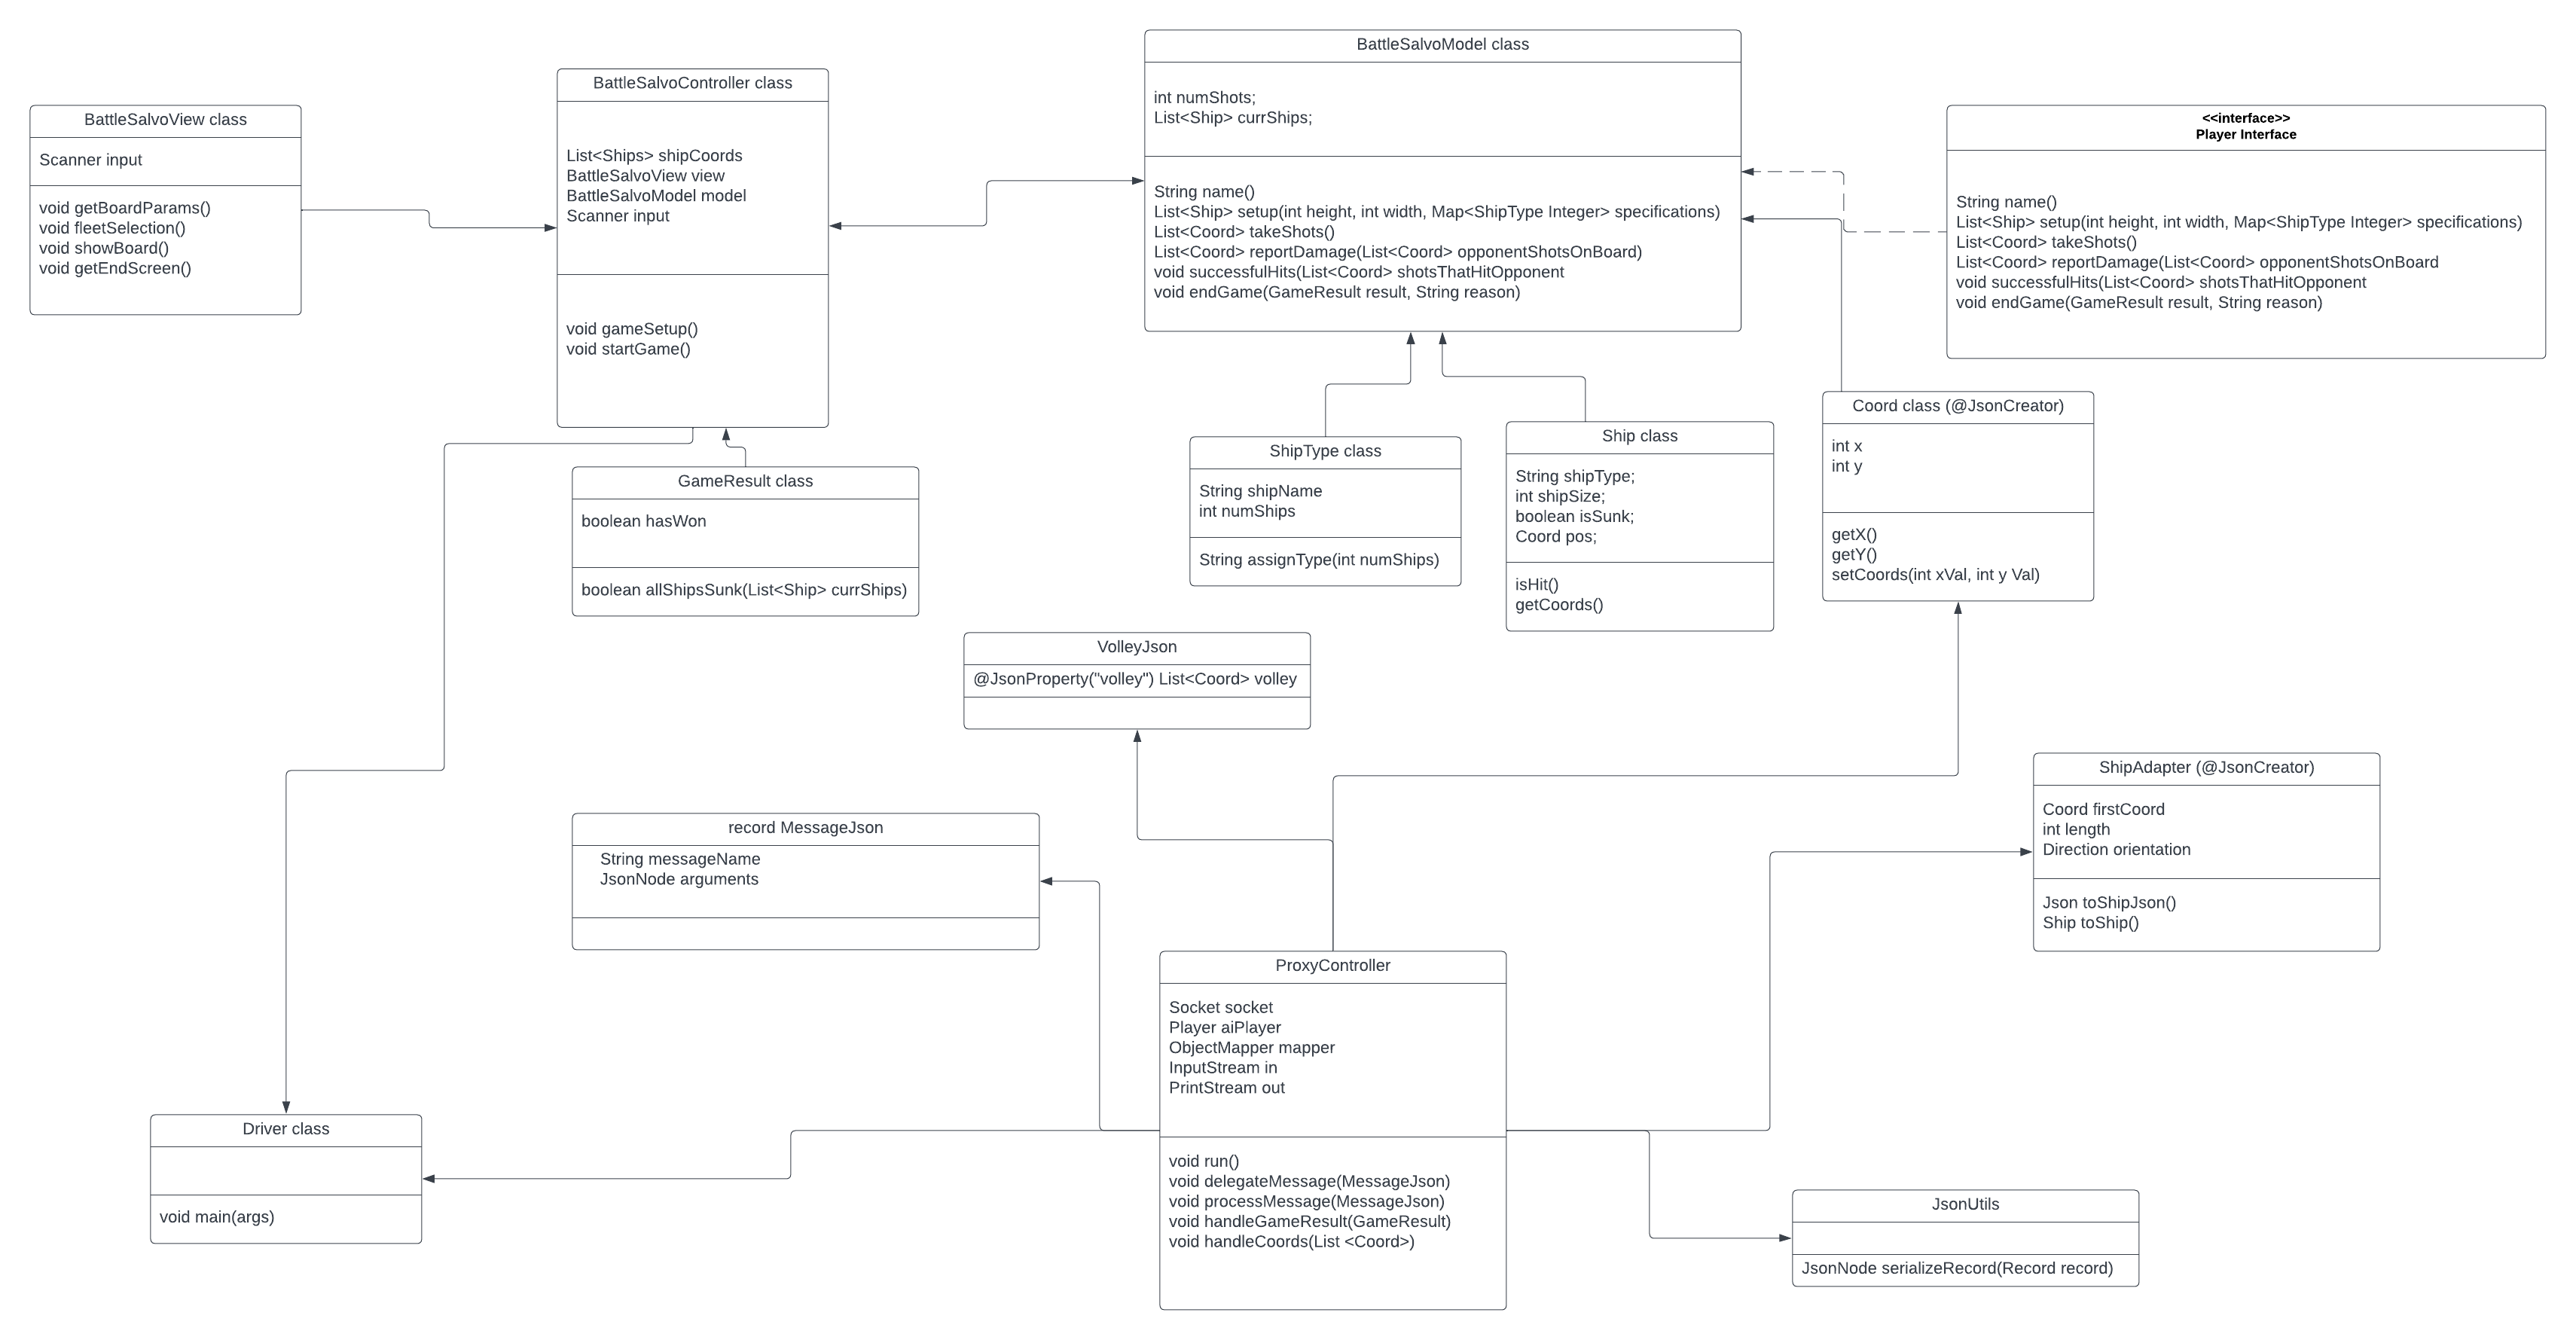 BattleSalvoView class
Scanner input
void getBoardParams()
void fleetSelection()
void showBoard()
void getEndScreen()
BattleSalvoController class
List<Ships> shipCoords
BattleSalvoView view
BattleSalvoModel model
Scanner input
void gameSetup()
void startGame()
BattleSalvoModel class
int numShots;
List<Ship> currShips;
String name()
List<Ship> setup(int height, int width, Map<ShipType Integer> specifications)
List<Coord> takeShots()
List<Coord> reportDamage(List<Coord> opponentShotsOnBoard)
void successfulHits(List<Coord> shotsThatHitOpponent
void endGame(GameResult result, String reason)
<<interface>>
Player Interface
String name()
List<Ship> setup(int height, int width, Map<ShipType Integer> specifications)
List<Coord> takeShots()
List<Coord> reportDamage(List<Coord> opponentShotsOnBoard
void successfulHits(List<Coord> shotsThatHitOpponent
void endGame(GameResult result, String reason)
GameResult class
boolean hasWon
boolean allShipsSunk(List<Ship> currShips)
ShipType class
String shipName
int numShips
String assignType(int numShips)
Ship class
String shipType;
int shipSize;
boolean isSunk;
Coord pos;
isHit()
getCoords()
Coord class (@JsonCreator)
int x
int y
getX()
getY()
setCoords(int xVal, int y Val)
VolleyJson
@JsonProperty("volley") List<Coord> volley
record MessageJson
String messageName
JsonNode arguments
ShipAdapter (@JsonCreator)
Coord firstCoord
int length
Direction orientation
Json toShipJson()
Ship toShip()
ProxyController
Socket socket
Player aiPlayer
ObjectMapper mapper
InputStream in
PrintStream out
void run()
void delegateMessage(MessageJson)
void processMessage(MessageJson)
void handleGameResult(GameResult)
void handleCoords(List <Coord>)
Driver class
void main(args)
JsonUtils
JsonNode serializeRecord(Record record)